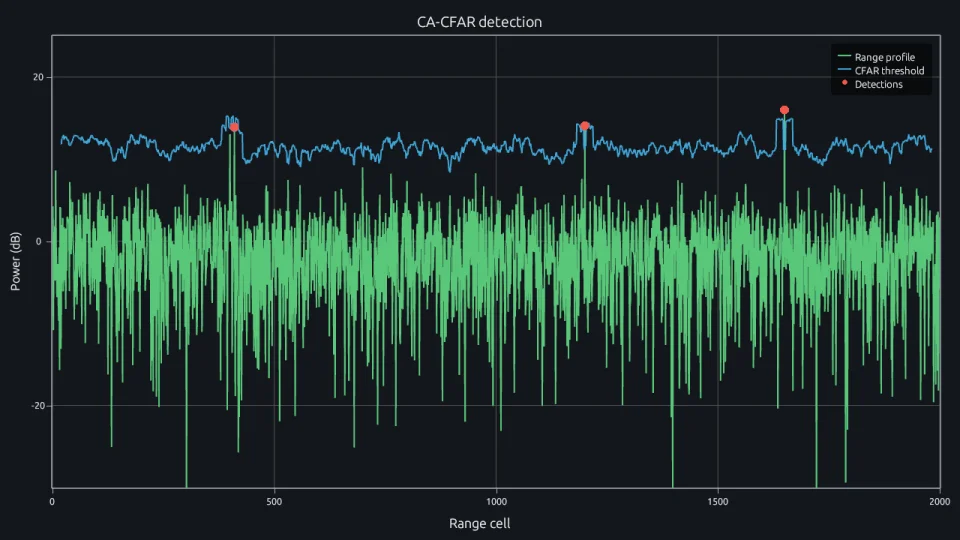 CA-CFAR detection
Range profile
CFAR threshold
Detections
Power (dB)
20
0
-20
0
500
1000
1500
2000
Range cell